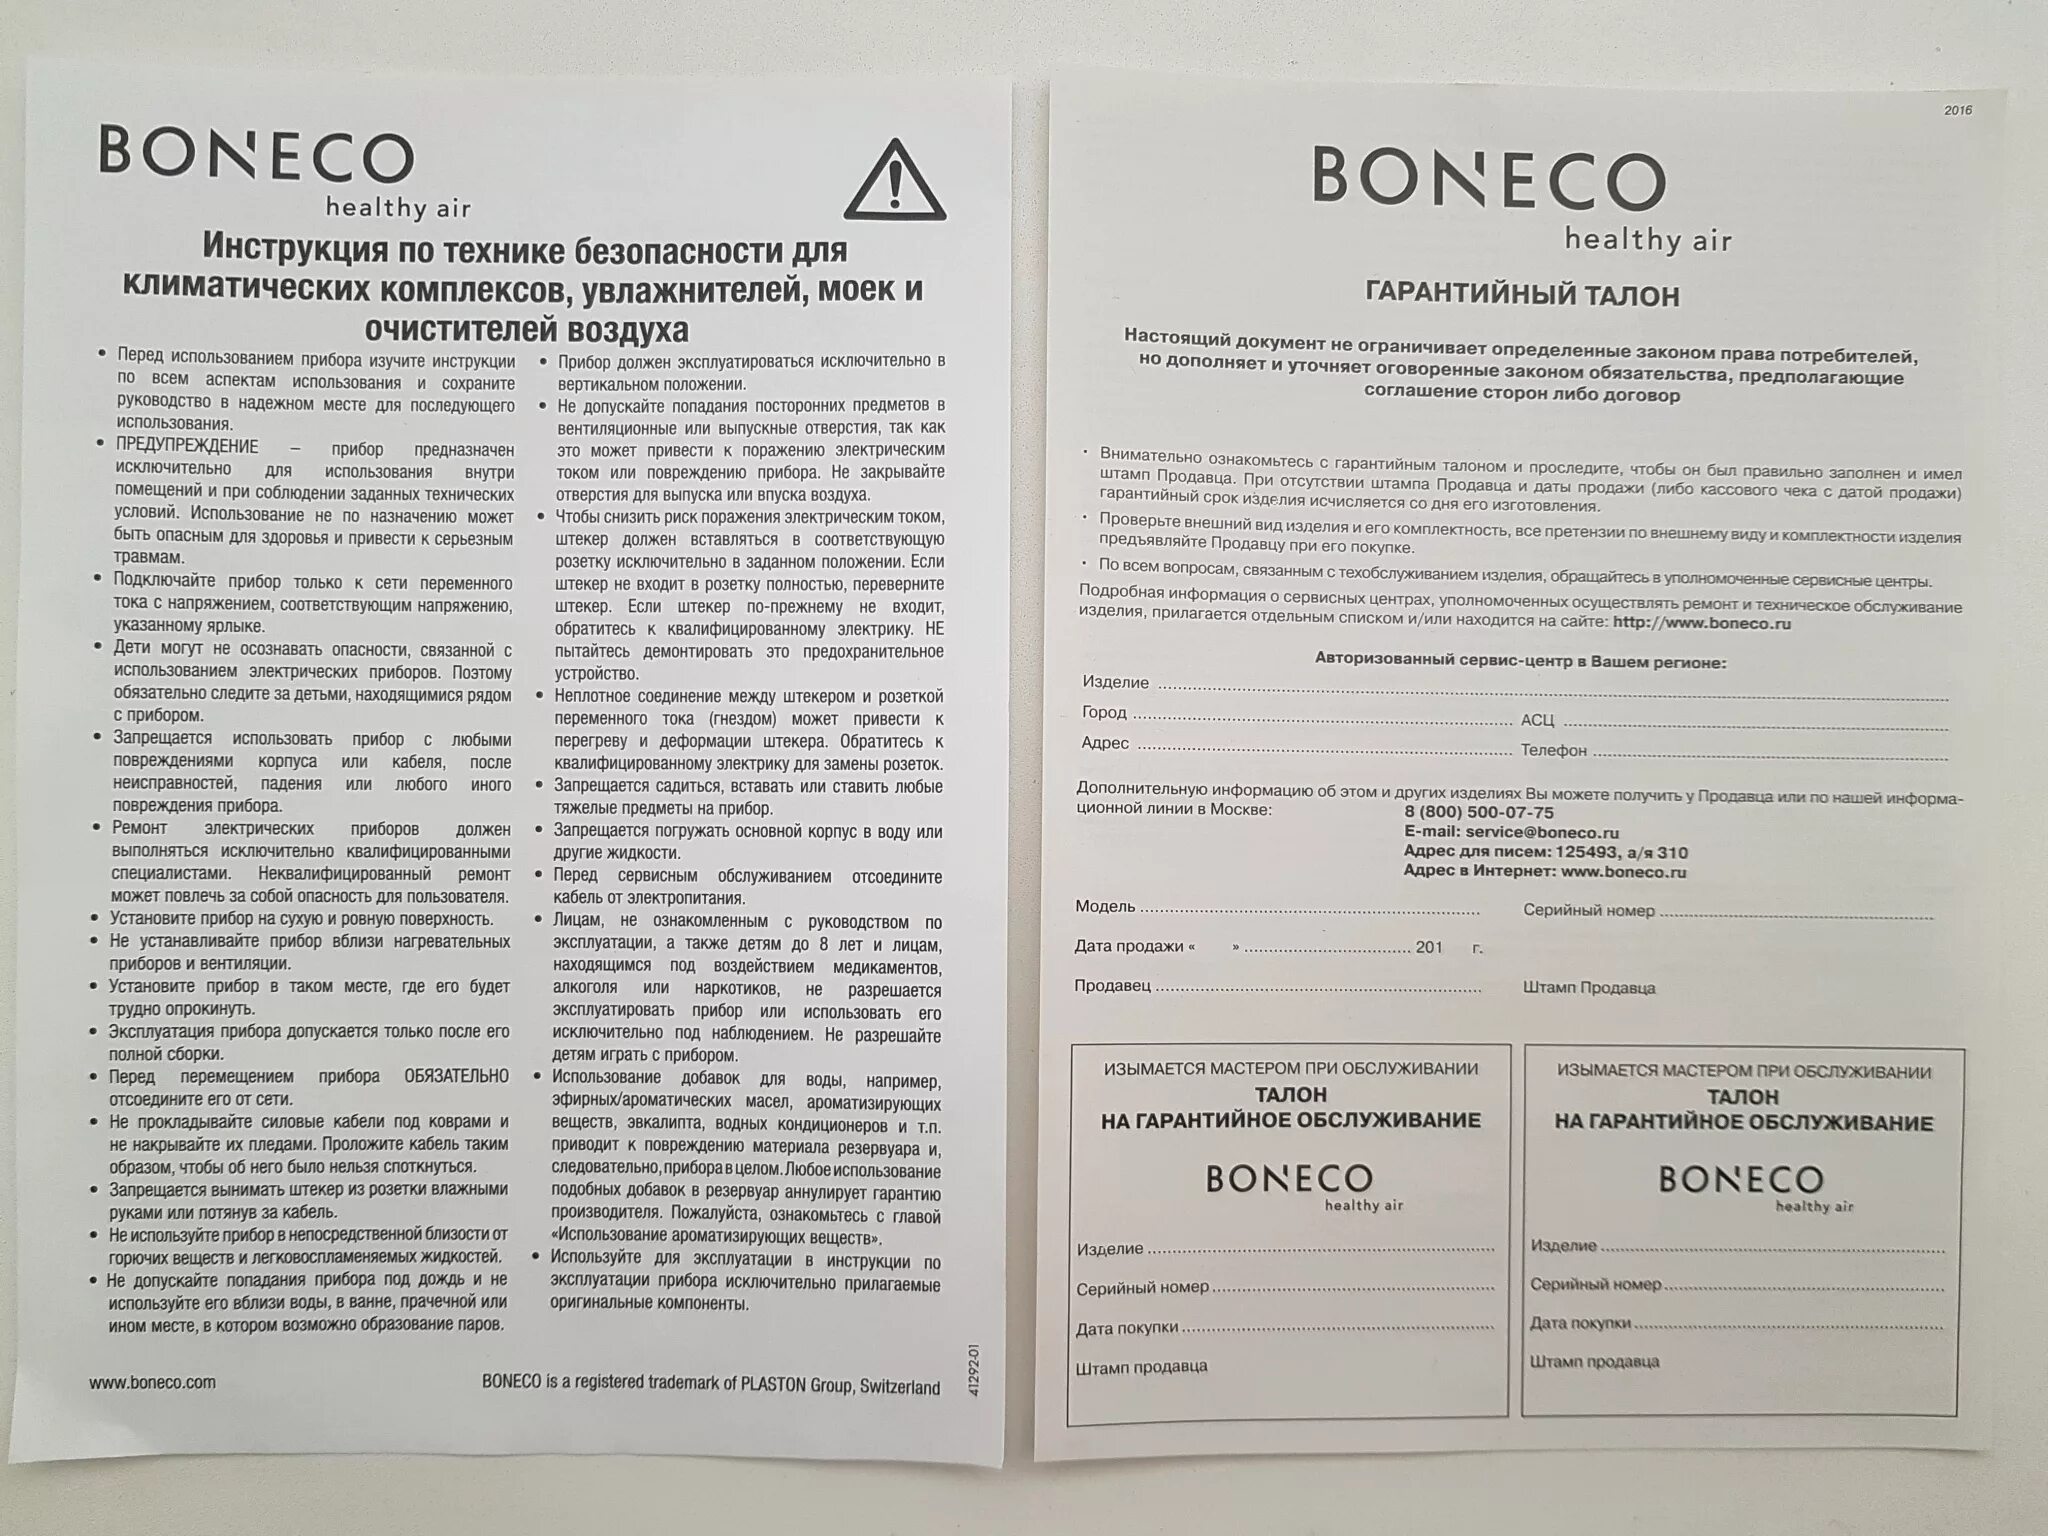 BONECO
healthy air
Инструкция по технике безопасности для
климатических комплексов, увлажнителей, моек и
очистителей воздуха
• Перед использованием прибора изучите инструкции
по всем аспектам использования и сохраните
руководство в надежном месте для последующего
использования.
• ПРЕДУПРЕЖДЕНИЕ – прибор предназначен
исключительно для использования внутри
помещений и при соблюдении заданных технических
условий. Использование не по назначению может
быть опасным для здоровья и привести к серьезным
травмам.
• Подключайте прибор только к сети переменного
тока с напряжением, соответствующим напряжению,
указанному ярлыке.
• Дети могут не осознавать опасности, связанной с
использованием электрических приборов. Поэтому
обязательно следите за детьми, находящимися рядом
с прибором.
• Запрещается использовать прибор с любыми
повреждениями корпуса или кабеля, после
неисправностей, падения или любого иного
повреждения прибора.
• Ремонт электрических приборов должен
выполняться исключительно квалифицированными
специалистами. Неквалифицированный ремонт
может повлечь за собой опасность для пользователя.
• Установите прибор на сухую и ровную поверхность.
• Не устанавливайте прибор вблизи нагревательных
приборов и вентиляции.
• Установите прибор в таком месте, где его будет
трудно опрокинуть.
• Эксплуатация прибора допускается только после его
полной сборки.
• Перед перемещением прибора ОБЯЗАТЕЛЬНО
отсоедините его от сети.
• Не прокладывайте силовые кабели под коврами и
не накрывайте их пледами. Проложите кабель таким
образом, чтобы об него было нельзя споткнуться.
• Запрещается вынимать штекер из розетки влажными
руками или потянув за кабель.
• Не используйте прибор в непосредственной близости от
горючих веществ и легковоспламеняемых жидкостей.
• Не допускайте попадания прибора под дождь и не
используйте его вблизи воды, в ванне, прачечной или
ином месте, в котором возможно образование паров.
• Прибор должен эксплуатироваться исключительно в
вертикальном положении.
• Не допускайте попадания посторонних предметов в
вентиляционные или выпускные отверстия, так как
это может привести к поражению электрическим
током или повреждению прибора. Не закрывайте
отверстия для выпуска или впуска воздуха.
• Чтобы снизить риск поражения электрическим током,
штекер должен вставляться в соответствующую
розетку исключительно в заданном положении. Если
штекер не входит в розетку полностью, переверните
штекер. Если штекер по-прежнему не входит,
обратитесь к квалифицированному электрику. НЕ
пытайтесь демонтировать это предохранительное
устройство.
• Неплотное соединение между штекером и розеткой
переменного тока (гнездом) может привести к
перегреву и деформации штекера. Обратитесь к
квалифицированному электрику для замены розеток.
• Запрещается садиться, вставать или ставить любые
тяжелые предметы на прибор.
• Запрещается погружать основной корпус в воду или
другие жидкости.
• Перед сервисным обслуживанием отсоедините
кабель от электропитания.
• Лицам, не ознакомленным с руководством по
эксплуатации, а также детям до 8 лет и лицам,
находящимся под воздействием медикаментов,
алкоголя или наркотиков, не разрешается
эксплуатировать прибор или использовать его
исключительно под наблюдением. Не разрешайте
детям играть с прибором.
• Использование добавок для воды, например,
эфирных/ароматических масел, ароматизирующих
веществ, эвкалипта, водных кондиционеров и т.п.
приводит к повреждению материала резервуара и,
следовательно, прибора в целом. Любое использование
подобных добавок в резервуар аннулирует гарантию
производителя. Пожалуйста, ознакомьтесь с главой
«Использование ароматизирующих веществ».
• Используйте для эксплуатации в инструкции по
эксплуатации прибора исключительно прилагаемые
оригинальные компоненты.
www.boneco.com
BONECO is a registered trademark of PLASTON Group, Switzerland
41292-01
2016
BONECO
healthy air
ГАРАНТИЙНЫЙ ТАЛОН
Настоящий документ не ограничивает определенные законом права потребителей,
но дополняет и уточняет оговоренные законом обязательства, предполагающие
соглашение сторон либо договор
· Внимательно ознакомьтесь с гарантийным талоном и проследите, чтобы он был правильно заполнен и имел
штамп Продавца. При отсутствии штампа Продавца и даты продажи (либо кассового чека с датой продажи)
гарантийный срок изделия исчисляется со дня его изготовления.
· Проверьте внешний вид изделия и его комплектность, все претензии по внешнему виду и комплектности изделия
предъявляйте Продавцу при его покупке.
· По всем вопросам, связанным с техобслуживанием изделия, обращайтесь в уполномоченные сервисные центры.
Подробная информация о сервисных центрах, уполномоченных осуществлять ремонт и техническое обслуживание
изделия, прилагается отдельным списком и/или находится на сайте: http://www.boneco.ru
Авторизованный сервис-центр в Вашем регионе:
Изделие
Город АСЦ
Адрес Телефон
Дополнительную информацию об этом и других изделиях Вы можете получить у Продавца или по нашей информа-
ционной линии в Москве: 8 (800) 500-07-75
E-mail: service@boneco.ru
Адрес для писем: 125493, а/я 310
Адрес в Интернет: www.boneco.ru
Модель Серийный номер
Дата продажи « » 201 г.
Продавец Штамп Продавца
ИЗЫМАЕТСЯ МАСТЕРОМ ПРИ ОБСЛУЖИВАНИИ
ТАЛОН
НА ГАРАНТИЙНОЕ ОБСЛУЖИВАНИЕ
BONECO
healthy air
Изделие
Серийный номер
Дата покупки
Штамп продавца
ИЗЫМАЕТСЯ МАСТЕРОМ ПРИ ОБСЛУЖИВАНИИ
ТАЛОН
НА ГАРАНТИЙНОЕ ОБСЛУЖИВАНИЕ
BONECO
healthy air
Изделие
Серийный номер
Дата покупки
Штамп продавца